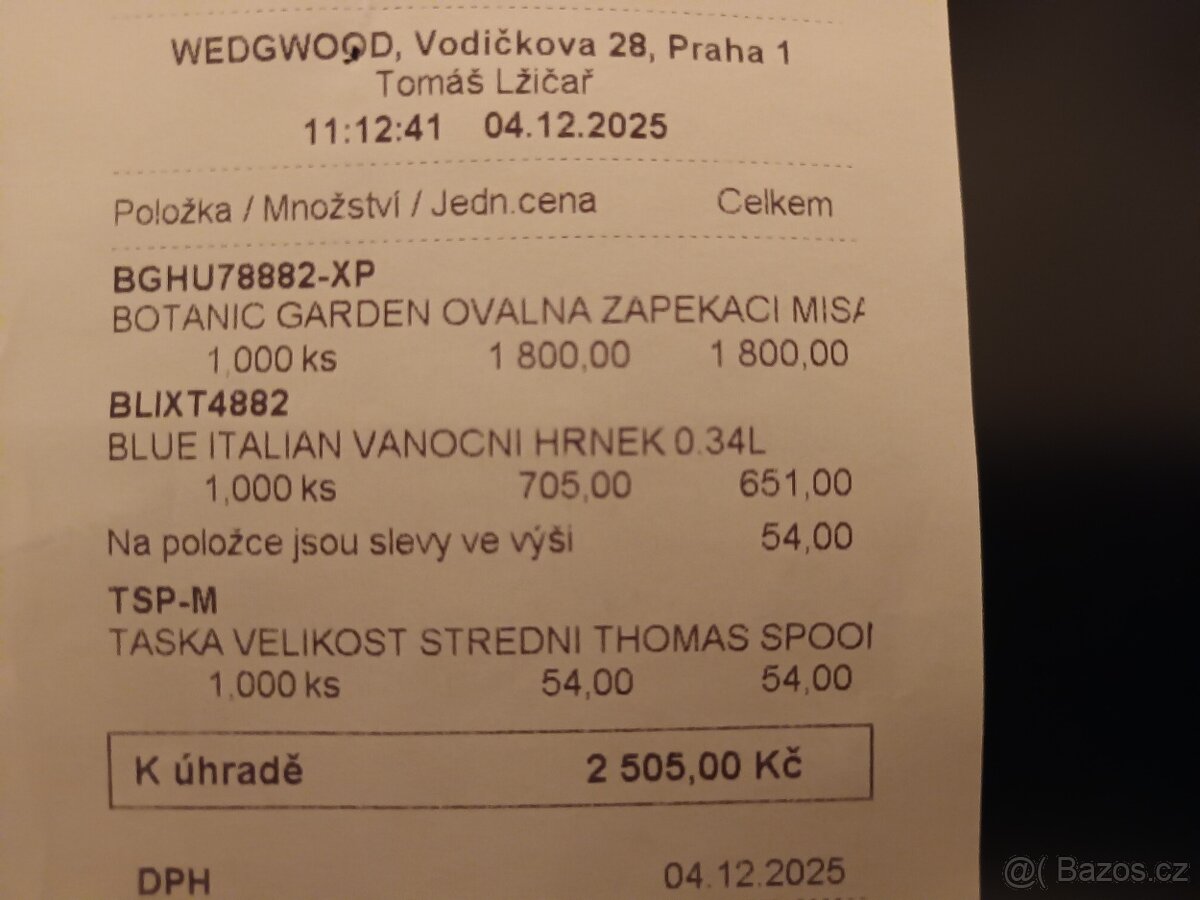 WEDGWOOD, Vodičkova 28, Praha 1
Tomáš Lžičař
11:12:41 04.12.2025
Položka / Množství / Jedn.cena Celkem
BGHU78882-XP
BOTANIC GARDEN OVALNA ZAPEKACI MISA
1,000 ks 1 800,00 1 800,00
BLIXT4882
BLUE ITALIAN VANOCNI HRNEK 0.34L
1,000 ks 705,00 651,00
Na položce jsou slevy ve výši 54,00
TSP-M
TASKA VELIKOST STREDNI THOMAS SPOO
1,000 ks 54,00 54,00
K úhradě 2 505,00 Kč
DPH 04.12.2025
@( Bazos.cz